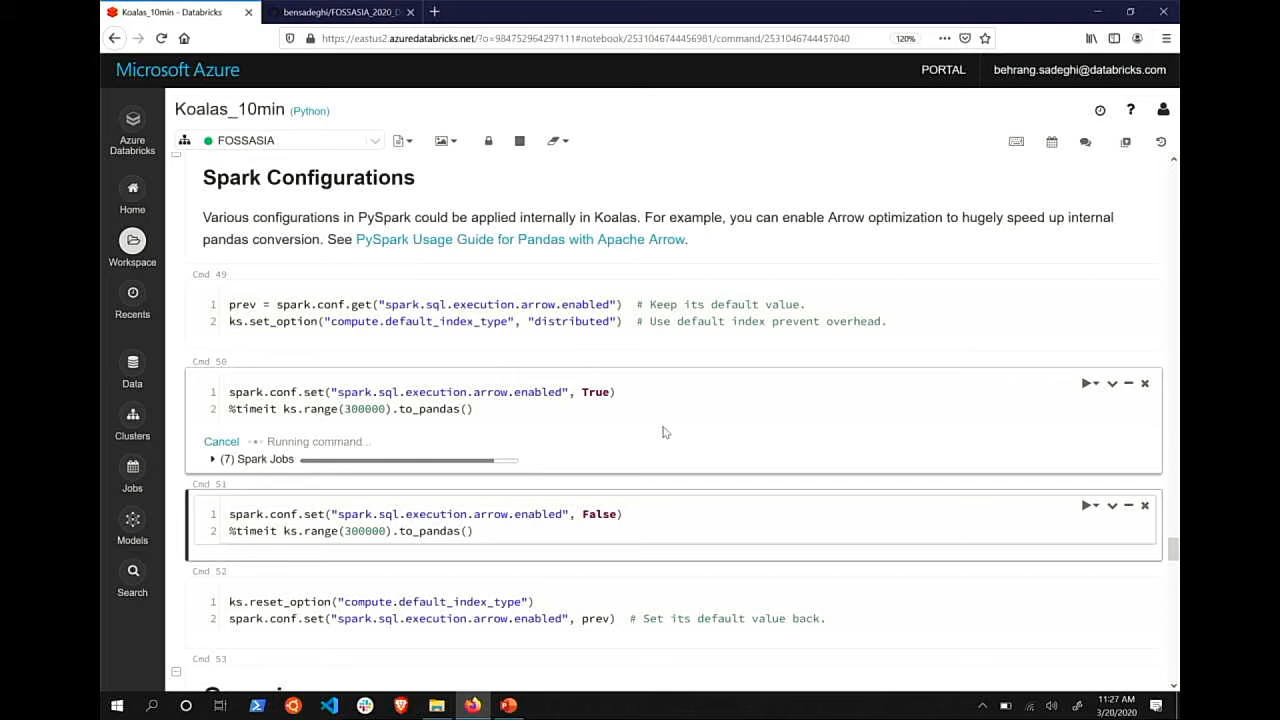 Koalas_10min - Databricks
bensadeghi/FOSSASIA_2020_D
https://eastus2.azuredatabricks.net/?o=984752964297111#notebook/2531046744456981/command/2531046744457040
120%
Microsoft Azure
PORTAL
behrang.sadeghi@databricks.com
Azure
Databricks
Home
Workspace
Recents
Data
Clusters
Jobs
Models
Search
Koalas_10min (Python)
FOSSASIA
Spark Configurations
Various configurations in PySpark could be applied internally in Koalas. For example, you can enable Arrow optimization to hugely speed up internal
pandas conversion. See PySpark Usage Guide for Pandas with Apache Arrow.
Cmd 49
1 prev = spark.conf.get("spark.sql.execution.arrow.enabled") # Keep its default value.
2 ks.set_option("compute.default_index_type", "distributed") # Use default index prevent overhead.
Cmd 50
1 spark.conf.set("spark.sql.execution.arrow.enabled", True)
2 %timeit ks.range(300000).to_pandas()
Cancel Running command...
(7) Spark Jobs
Cmd 51
1 spark.conf.set("spark.sql.execution.arrow.enabled", False)
2 %timeit ks.range(300000).to_pandas()
Cmd 52
1 ks.reset_option("compute.default_index_type")
2 spark.conf.set("spark.sql.execution.arrow.enabled", prev) # Set its default value back.
Cmd 53
11:27 AM
3/20/2020